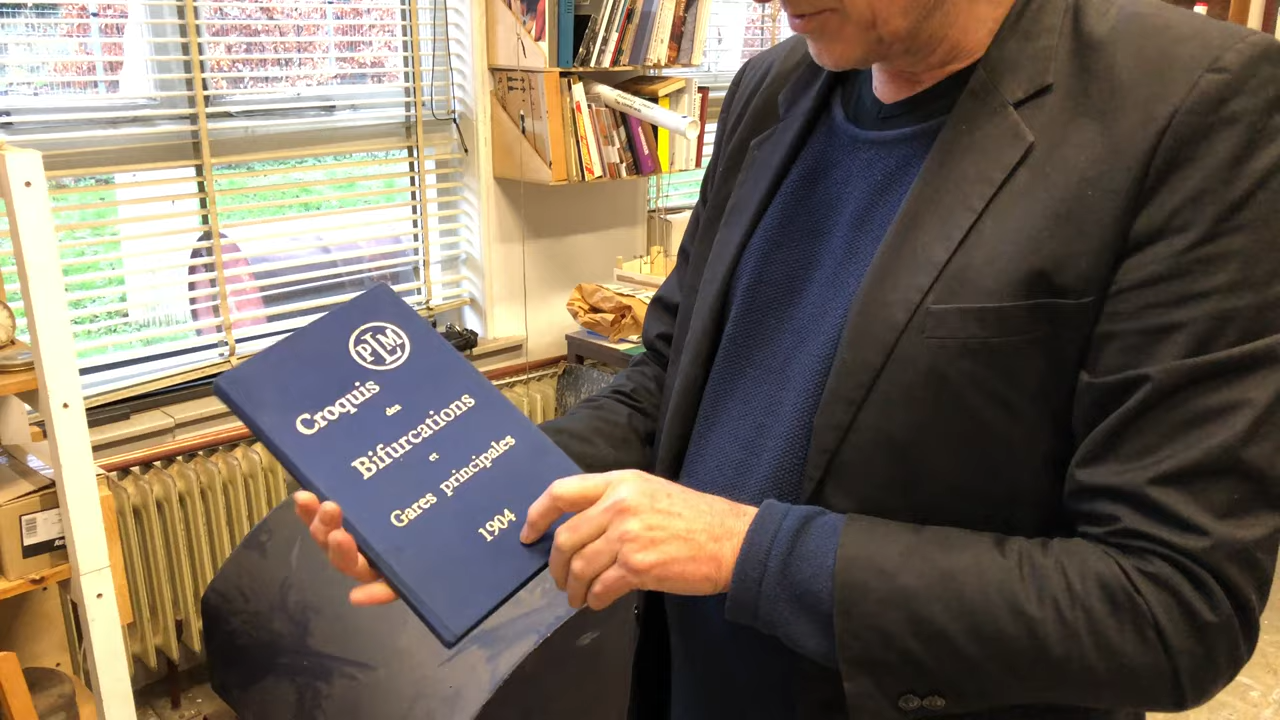 PLM
Croquis
des
Bifurcations
et
Gares principales
1904